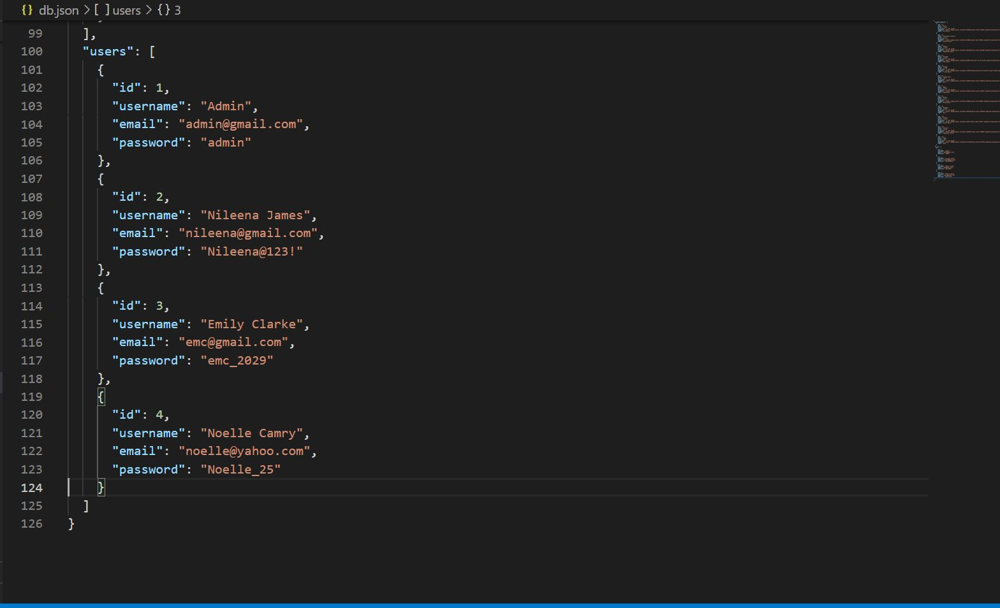 {} db.json > [ ] users > {} 3
99 ],
100 "users": [
101 {
102 "id": 1,
103 "username": "Admin",
104 "email": "admin@gmail.com",
105 "password": "admin"
106 },
107 {
108 "id": 2,
109 "username": "Nileena James",
110 "email": "nileena@gmail.com",
111 "password": "Nileena@123!"
112 },
113 {
114 "id": 3,
115 "username": "Emily Clarke",
116 "email": "emc@gmail.com",
117 "password": "emc_2029"
118 },
119 {
120 "id": 4,
121 "username": "Noelle Camry",
122 "email": "noelle@yahoo.com",
123 "password": "Noelle_25"
124 }
125 ]
126 }